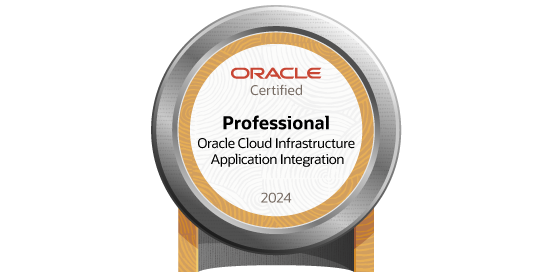 ORACLE
Certified
Professional
Oracle Cloud Infrastructure
Application Integration
2024